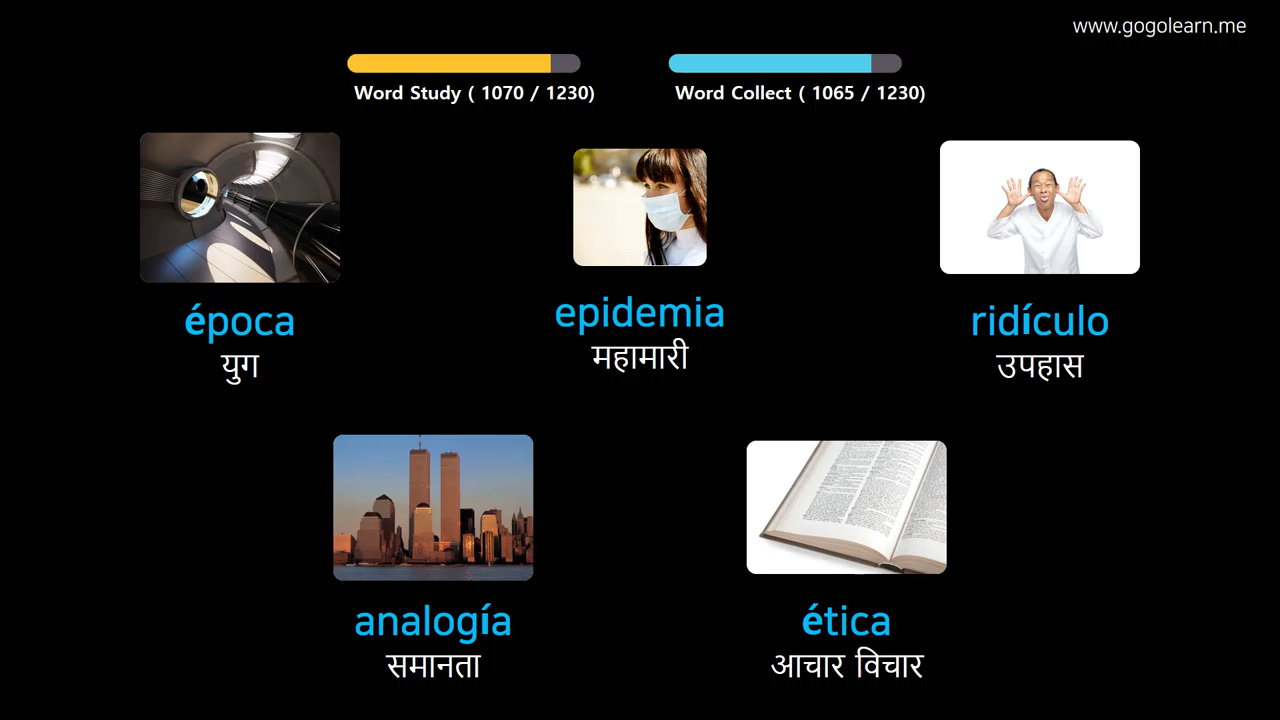 www.gogolearn.me
Word Study ( 1070 / 1230)
Word Collect ( 1065 / 1230)
época
युग
epidemia
महामारी
ridículo
उपहास
analogía
समानता
ética
आचार विचार